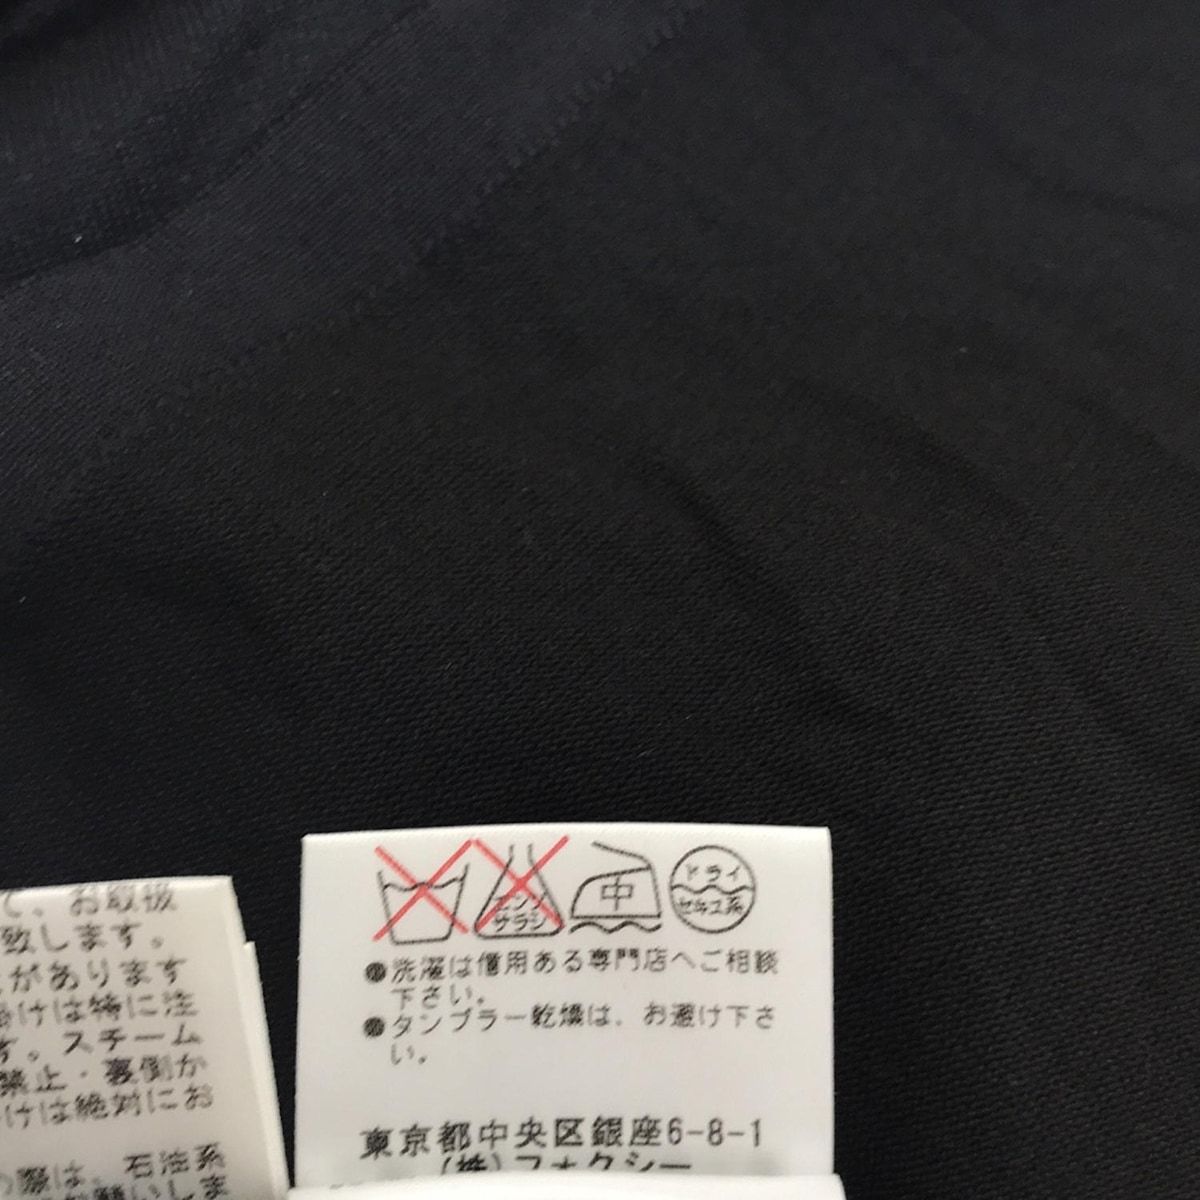 て、お取扱
致します。
があります
けは特に注
す。スチーム
禁止・裏側か
けは絶対にお
の際は、石油系
エンソ
サラシ
中
ドライ
セキユ系
●洗濯は信用ある専門店へご相談
下さい。
●タンブラー乾燥は、お避け下さ
い。
東京都中央区銀座6-8-1
(株)フォクシー